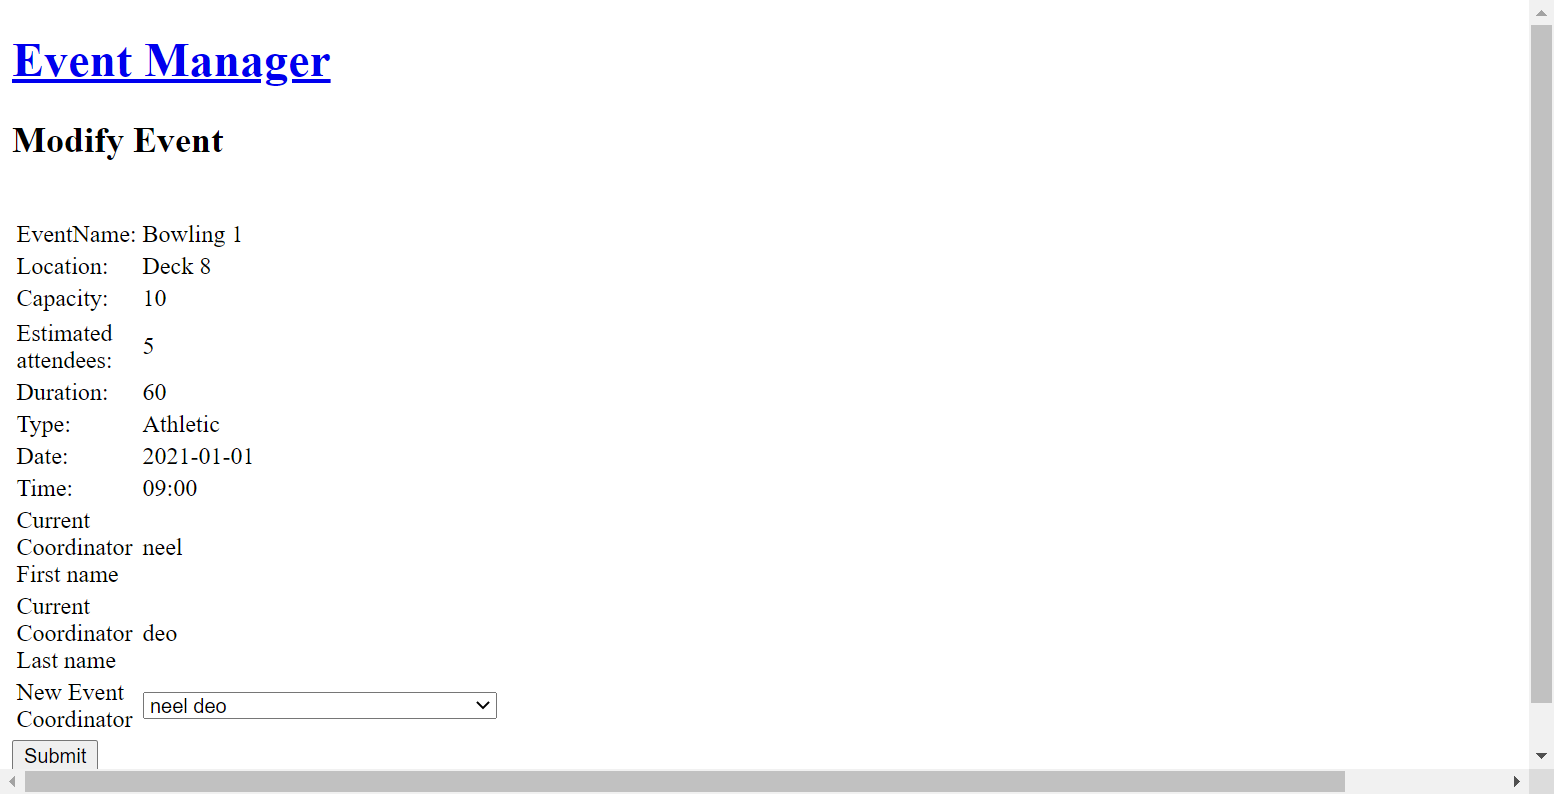 Event Manager
Modify Event
EventName: Bowling 1
Location: Deck 8
Capacity: 10
Estimated
attendees: 5
Duration: 60
Type: Athletic
Date: 2021-01-01
Time: 09:00
Current
Coordinator neel
First name
Current
Coordinator deo
Last name
New Event
Coordinator neel deo
Submit